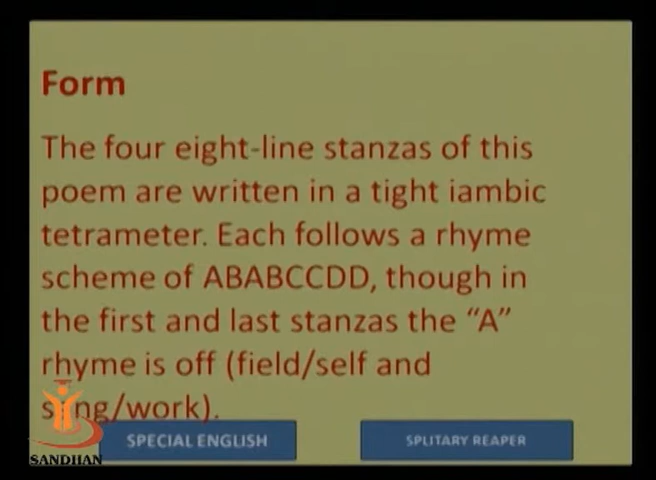 Form
The four eight-line stanzas of this
poem are written in a tight iambic
tetrameter. Each follows a rhyme
scheme of ABABCCDD, though in
the first and last stanzas the “A”
rhyme is off (field/self and
sing/work).
SPECIAL ENGLISH
SPLITARY REAPER
SANDHAN